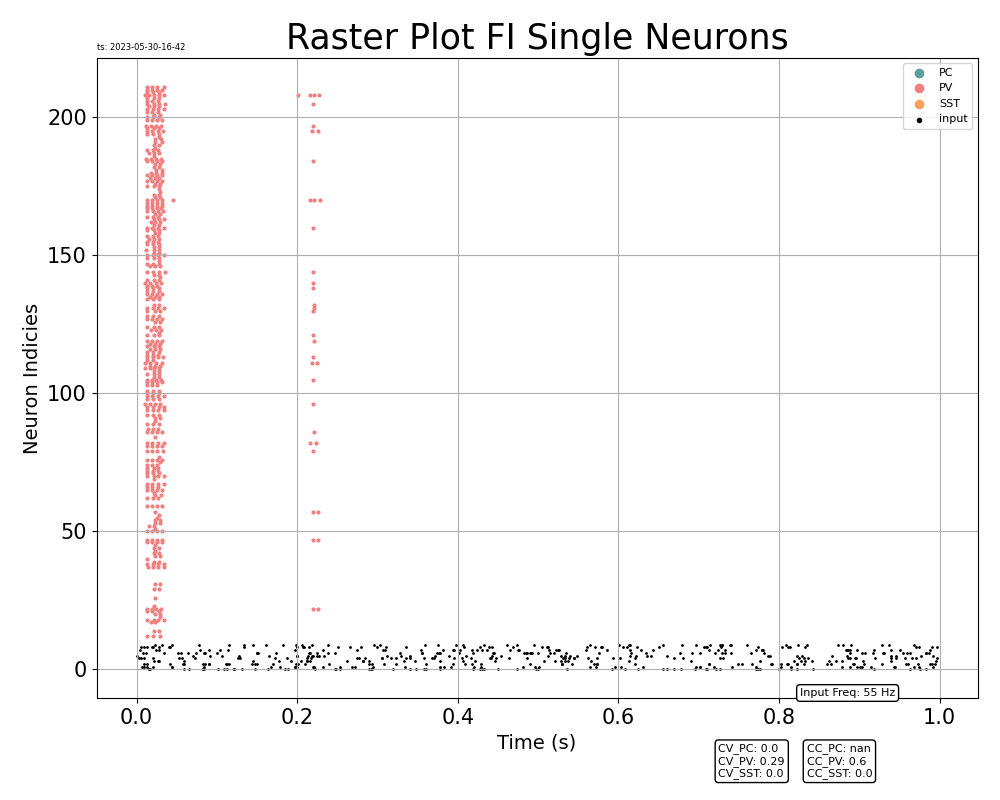 Raster Plot FI Single Neurons
ts: 2023-05-30-16-42
PC
PV
SST
input
200
150
100
50
0
Neuron Indicies
0.0 0.2 0.4 0.6 0.8 1.0
Time (s)
Input Freq: 55 Hz
CV_PC: 0.0
CV_PV: 0.29
CV_SST: 0.0
CC_PC: nan
CC_PV: 0.6
CC_SST: 0.0